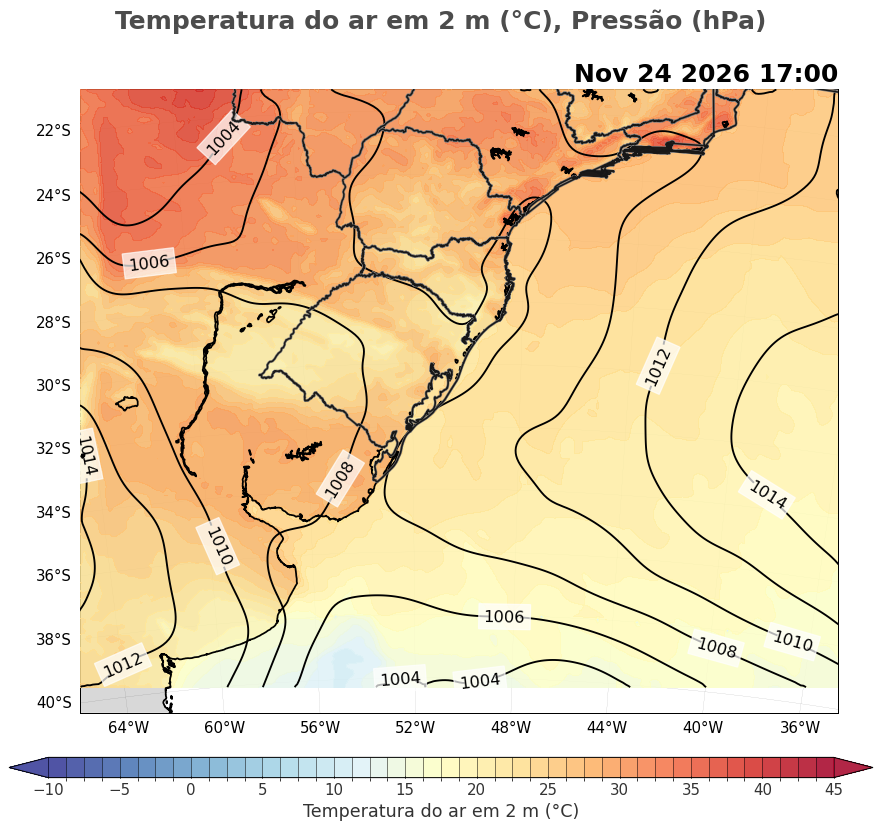 Temperatura do ar em 2 m (°C), Pressão (hPa)
Nov 24 2026 17:00
22°S
24°S
26°S
28°S
30°S
32°S
34°S
36°S
38°S
40°S
1004
1006
1012
1014
1008
1014
1010
1006
1008
1010
1012
1004
1004
64°W
60°W
56°W
52°W
48°W
44°W
40°W
36°W
−10
−5
0
5
10
15
20
25
30
35
40
45
Temperatura do ar em 2 m (°C)